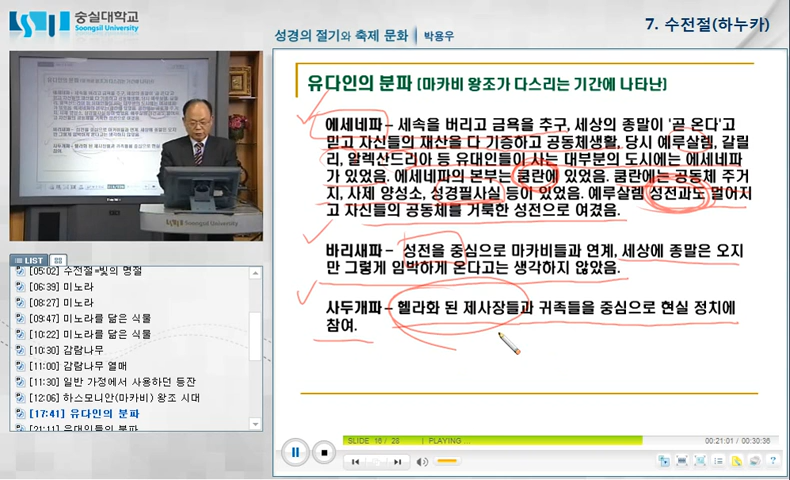 숭실대학교
Soongsil University
성경의 절기와 축제 문화
박용우
7. 수전절(하누카)
유다인의 분파 [마카비 왕조가 다스리는 기간에 나타난]
에세네파 – 세속을 버리고 금욕을 추구, 세상의 종말이 '곧 온다'고
믿고 자신들의 재산을 다 기증하고 공동체생활, 당시 예루살렘, 갈릴
리, 알렉산드리아 등 유대인들이 사는 대부분의 도시에는 에세네파
가 있었음. 에세네파의 본부는 쿰란에 있었음. 쿰란에는 공동체 주거
지, 사제 양성소, 성경필사실 등이 있었음. 예루살렘 성전과도 멀어지
고 자신들의 공동체를 거룩한 성전으로 여겼음.
바리새파 – 성전을 중심으로 마카비들과 연계, 세상에 종말은 오지
만 그렇게 임박하게 온다고는 생각하지 않았음.
사두개파 – 헬라화 된 제사장들과 귀족들을 중심으로 현실 정치에
참여.
Soongsil University
LIST
[05:02] 수전절=빛의 명절
[06:39] 미노라
[08:27] 미노라
[09:47] 미노라를 닮은 식물
[10:22] 미노라를 닮은 식물
[10:30] 감람나무
[11:00] 감람나무 열매
[11:30] 일반 가정에서 사용하던 등잔
[12:06] 하스모니안(마카비) 왕조 시대
[17:41] 유다인의 분파
[21:11] 유대인들의 분파
SLIDE 16 / 28
PLAYING ..
00:21:01 / 00:30:36